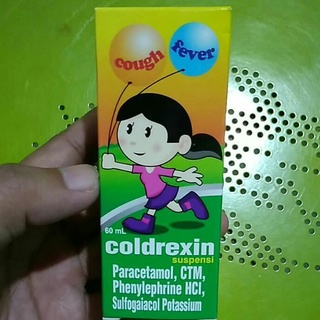 cough fever
60 mL
coldrexin
suspensi
Paracetamol, CTM,
Phenylephrine HCl,
Sulfogaiacol Potassium